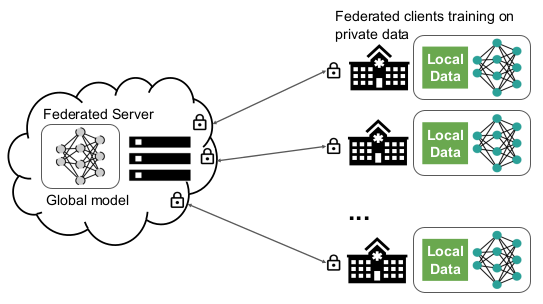 Federated clients training on
private data
Local
Data
Federated Server
Global model
Local
Data
...
Local
Data